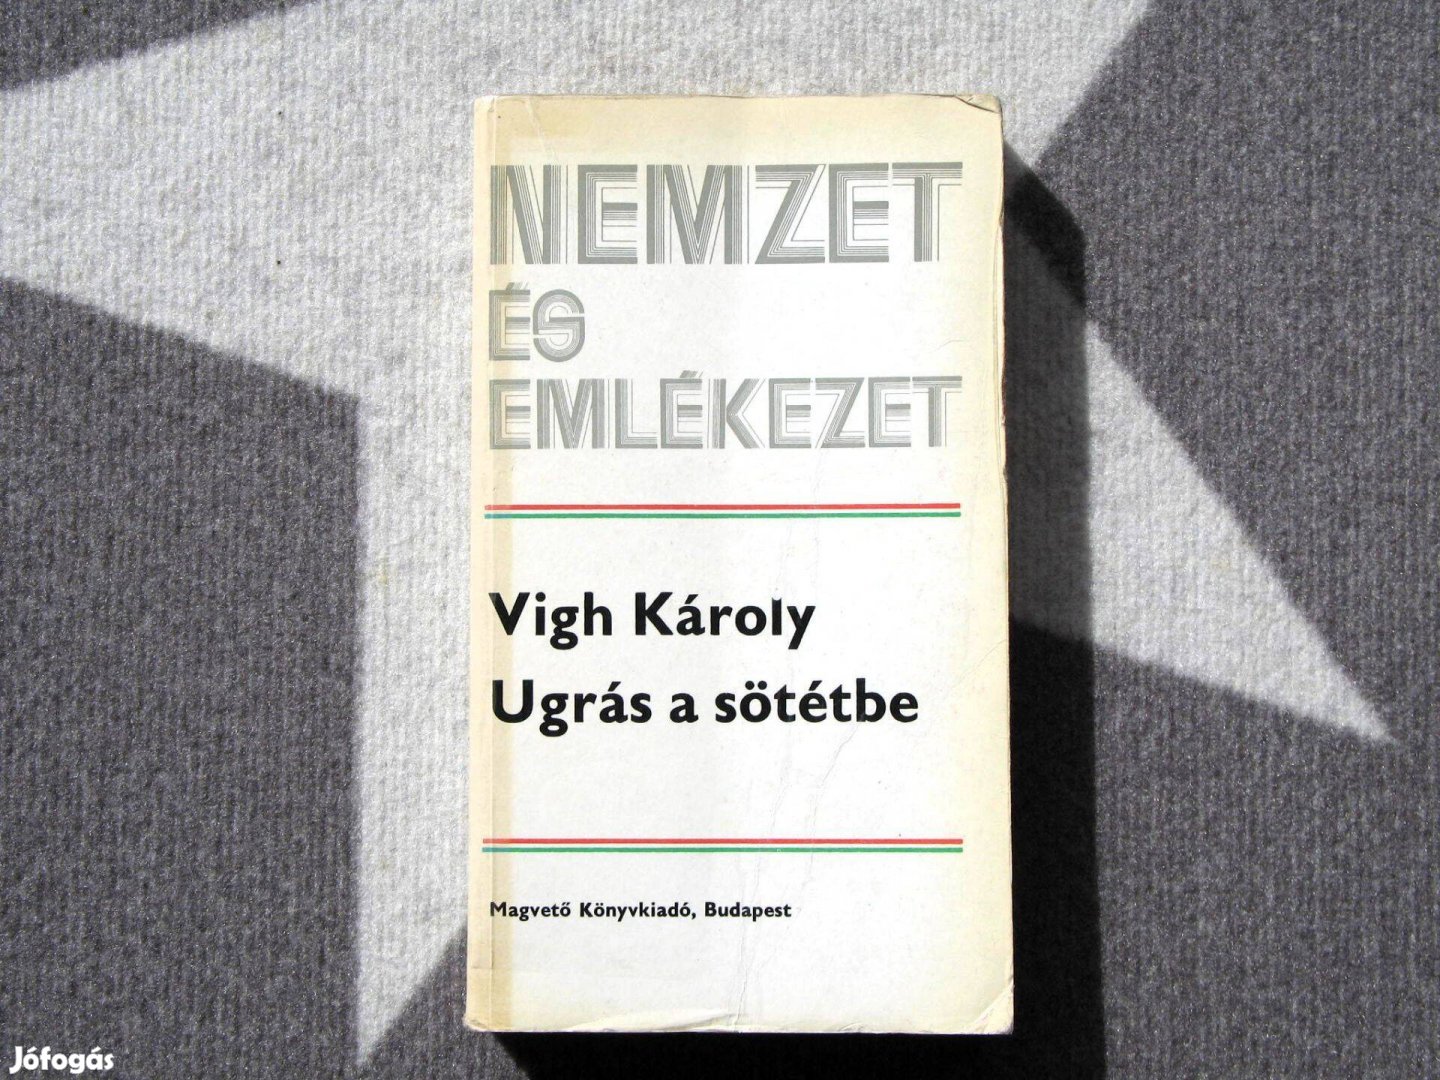 NEMZET
ÉS
EMLÉKEZET
Vigh Károly
Ugrás a sötétbe
Magvető Könyvkiadó, Budapest
Jófogás